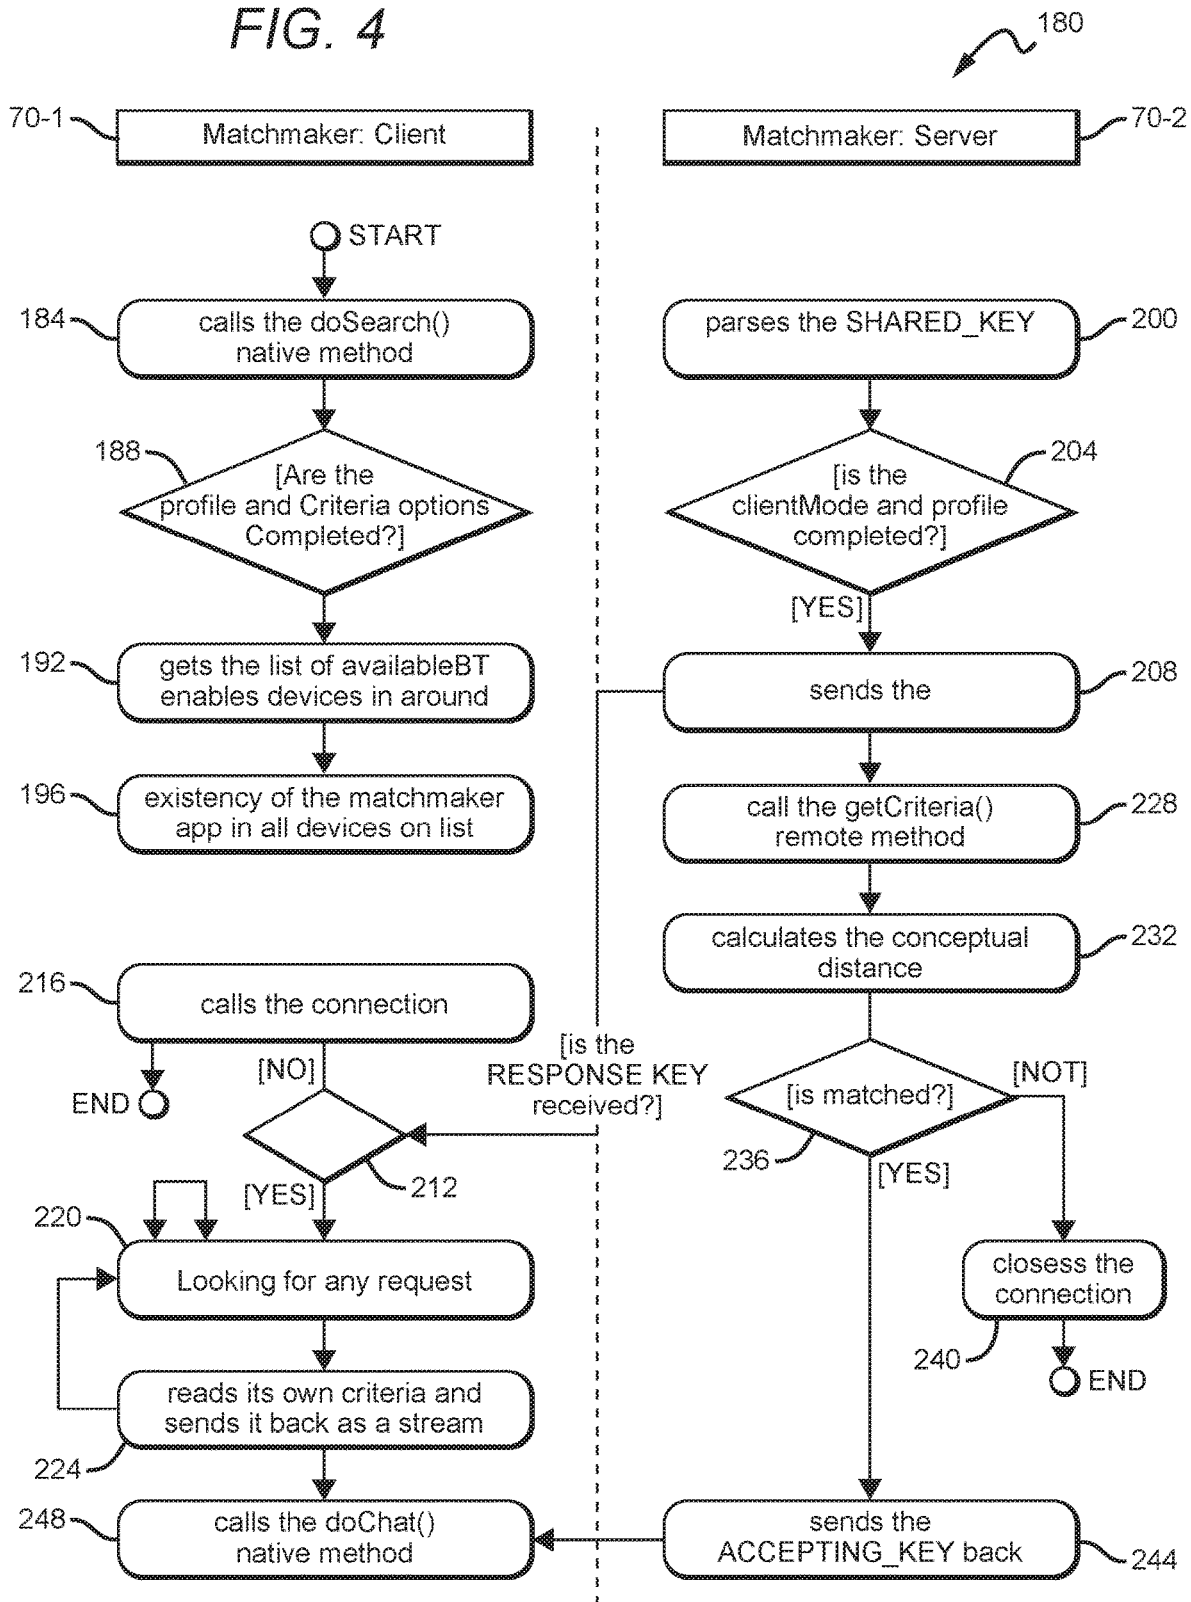 FIG. 4
180
70-1
Matchmaker: Client
Matchmaker: Server
70-2
START
184
calls the doSearch()
native method
parses the SHARED_KEY
200
188
[Are the
profile and Criteria options
Completed?]
204
[is the
clientMode and profile
completed?]
[YES]
192
gets the list of availableBT
enables devices in around
sends the
208
196
existency of the matchmaker
app in all devices on list
call the getCriteria()
remote method
228
calculates the conceptual
distance
232
216
calls the connection
[NO]
END
[is the
RESPONSE KEY
received?]
[is matched?]
[NOT]
236
[YES]
212
[YES]
220
Looking for any request
closess the
connection
240
END
reads its own criteria and
sends it back as a stream
224
248
calls the doChat()
native method
sends the
ACCEPTING_KEY back
244